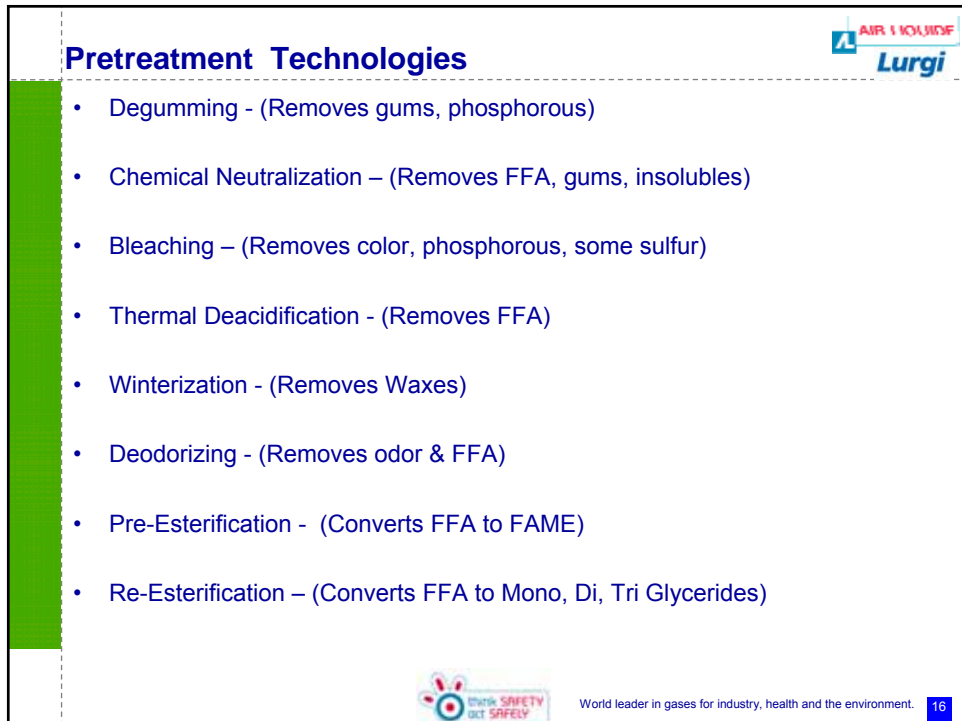 AIR LIQUIDE
Lurgi
Pretreatment Technologies
• Degumming - (Removes gums, phosphorous)
• Chemical Neutralization – (Removes FFA, gums, insolubles)
• Bleaching – (Removes color, phosphorous, some sulfur)
• Thermal Deacidification - (Removes FFA)
• Winterization - (Removes Waxes)
• Deodorizing - (Removes odor & FFA)
• Pre-Esterification - (Converts FFA to FAME)
• Re-Esterification – (Converts FFA to Mono, Di, Tri Glycerides)
think SAFETY
act SAFELY
World leader in gases for industry, health and the environment. 16